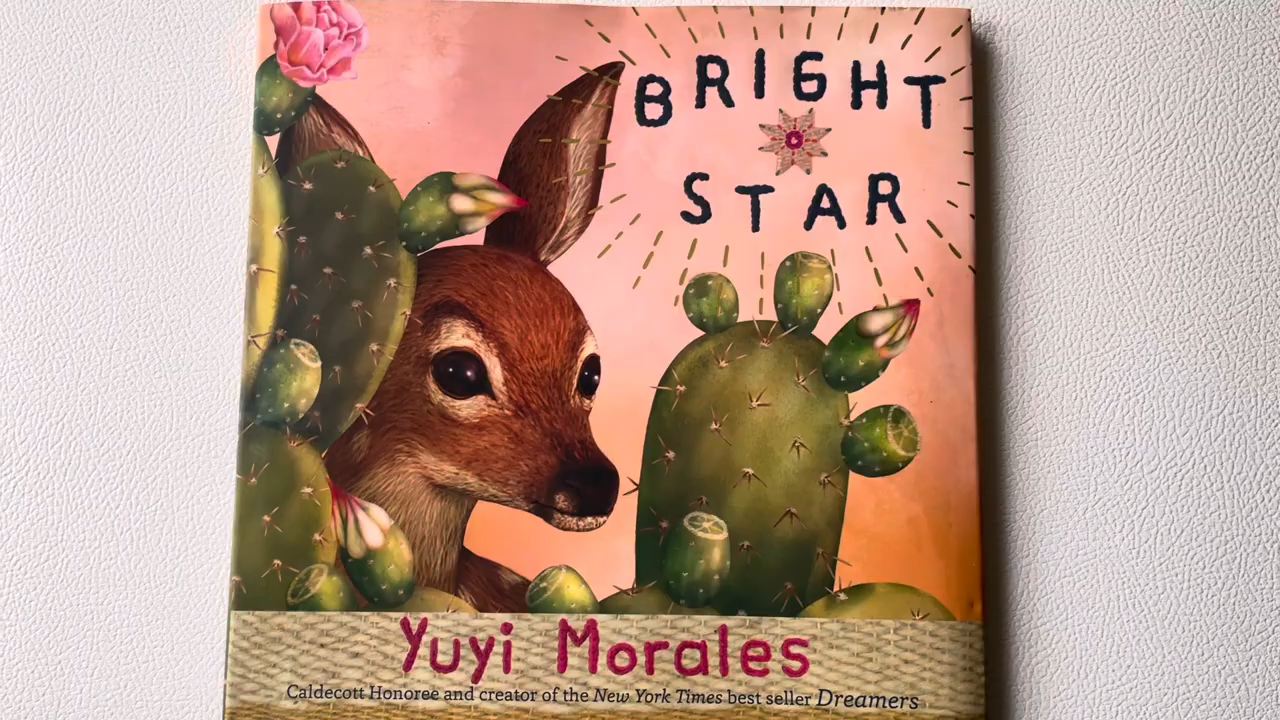 BRIGHT
STAR
Yuyi Morales
Caldecott Honoree and creator of the New York Times best seller Dreamers